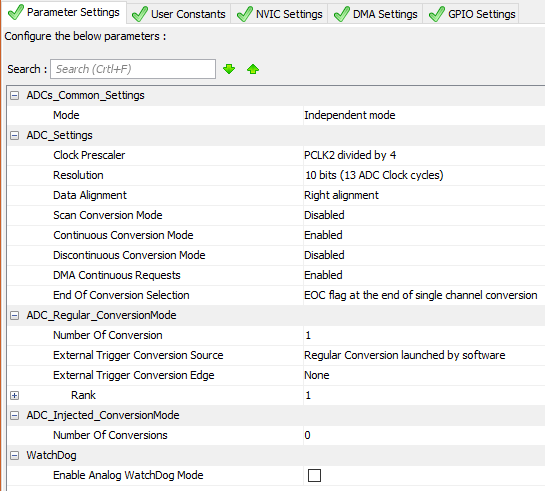 Parameter Settings User Constants NVIC Settings DMA Settings GPIO Settings
Configure the below parameters :
Search : Search (Crtl+F)
ADCs_Common_Settings
Mode Independent mode
ADC_Settings
Clock Prescaler PCLK2 divided by 4
Resolution 10 bits (13 ADC Clock cycles)
Data Alignment Right alignment
Scan Conversion Mode Disabled
Continuous Conversion Mode Enabled
Discontinuous Conversion Mode Disabled
DMA Continuous Requests Enabled
End Of Conversion Selection EOC flag at the end of single channel conversion
ADC_Regular_ConversionMode
Number Of Conversion 1
External Trigger Conversion Source Regular Conversion launched by software
External Trigger Conversion Edge None
Rank 1
ADC_Injected_ConversionMode
Number Of Conversions 0
WatchDog
Enable Analog WatchDog Mode